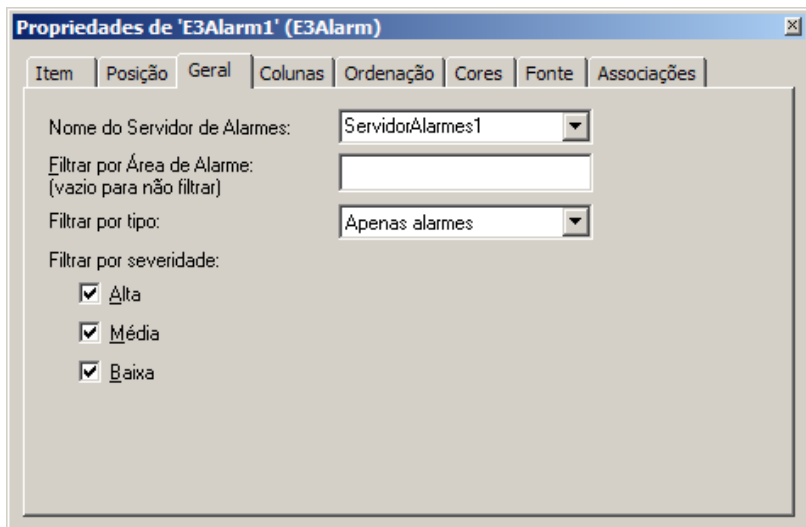 Propriedades de 'E3Alarm1' (E3Alarm)
Item Posição Geral Colunas Ordenação Cores Fonte Associações
Nome do Servidor de Alarmes: ServidorAlarmes1
Filtrar por Área de Alarme:
(vazio para não filtrar)
Filtrar por tipo: Apenas alarmes
Filtrar por severidade:
Alta
Média
Baixa